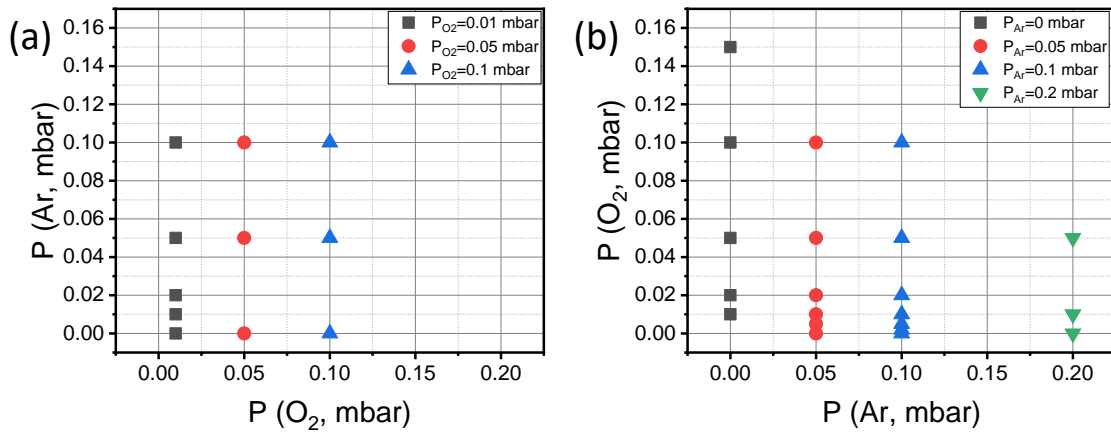 (a)
P_O2=0.01 mbar
P_O2=0.05 mbar
P_O2=0.1 mbar
0.16
0.14
0.12
0.10
0.08
0.06
0.04
0.02
0.00
P (Ar, mbar)
0.00 0.05 0.10 0.15 0.20
P (O₂, mbar)
(b)
P_Ar=0 mbar
P_Ar=0.05 mbar
P_Ar=0.1 mbar
P_Ar=0.2 mbar
0.16
0.14
0.12
0.10
0.08
0.06
0.04
0.02
0.00
P (O₂, mbar)
0.00 0.05 0.10 0.15 0.20
P (Ar, mbar)